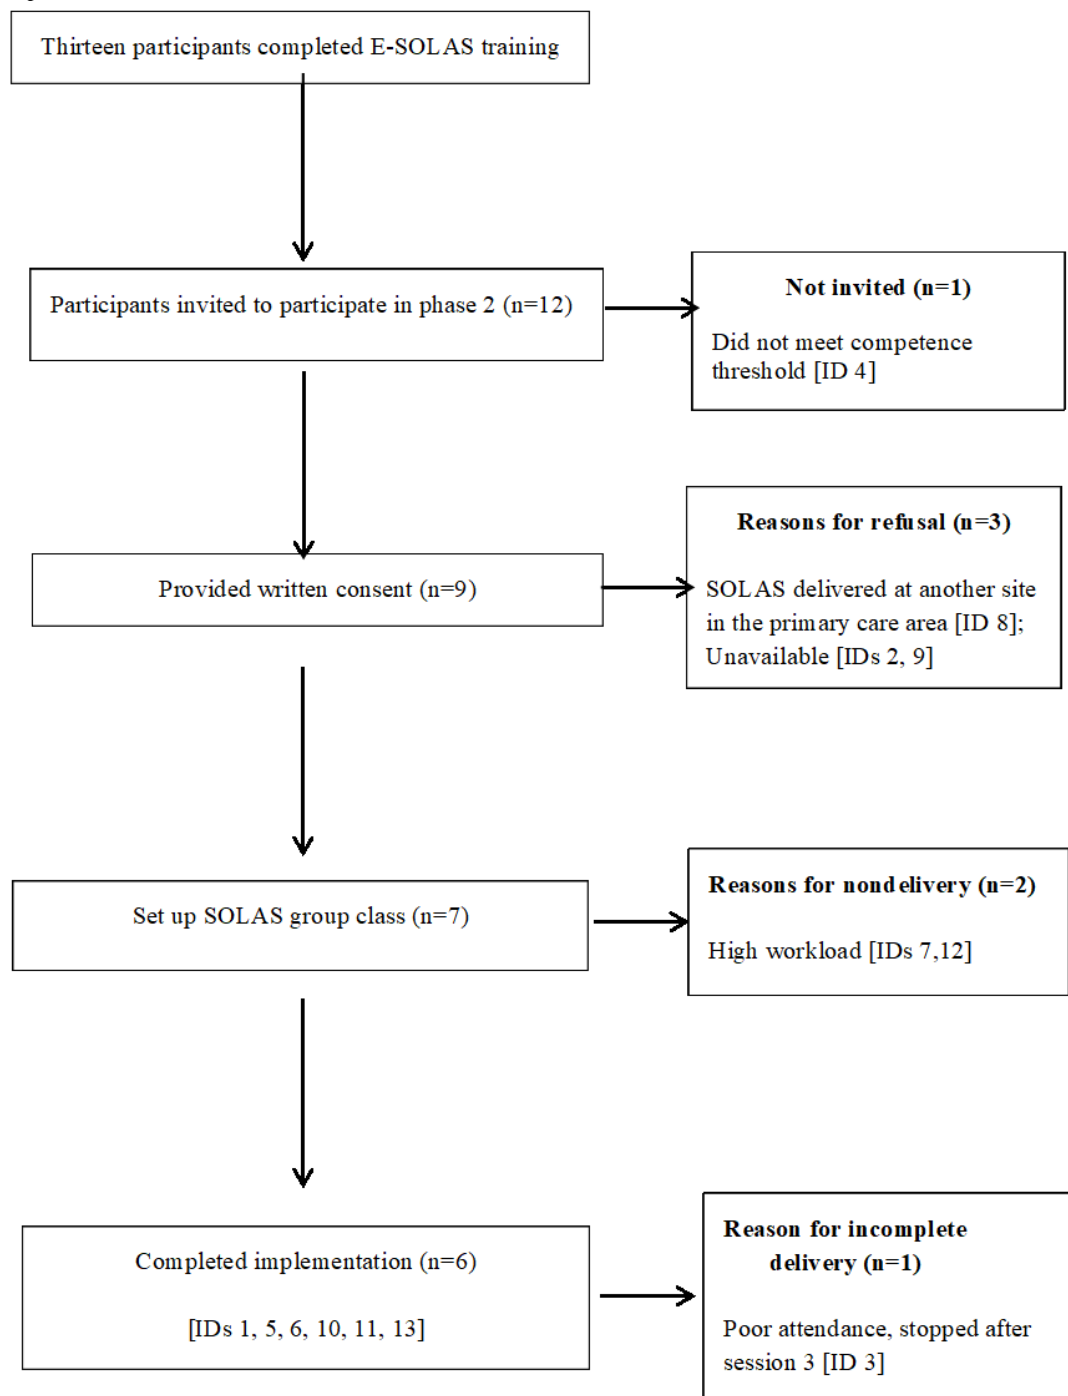 Thirteen participants completed E-SOLAS training
Participants invited to participate in phase 2 (n=12)
Not invited (n=1)
Did not meet competence
threshold [ID 4]
Provided written consent (n=9)
Reasons for refusal (n=3)
SOLAS delivered at another site
in the primary care area [ID 8];
Unavailable [IDs 2, 9]
Set up SOLAS group class (n=7)
Reasons for nondelivery (n=2)
High workload [IDs 7,12]
Completed implementation (n=6)
[IDs 1, 5, 6, 10, 11, 13]
Reason for incomplete
delivery (n=1)
Poor attendance, stopped after
session 3 [ID 3]